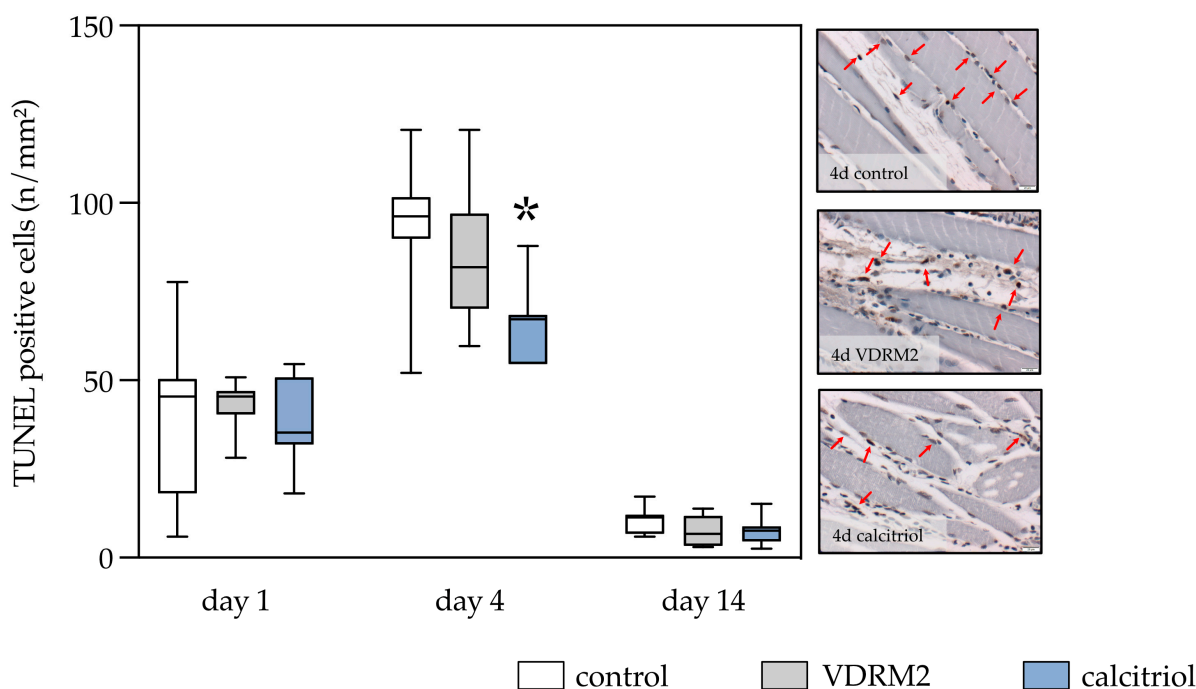 TUNEL positive cells (n/mm²)
150
100
50
0
*
day 1
day 4
day 14
4d control
4d VDRM2
4d calcitriol
control
VDRM2
calcitriol